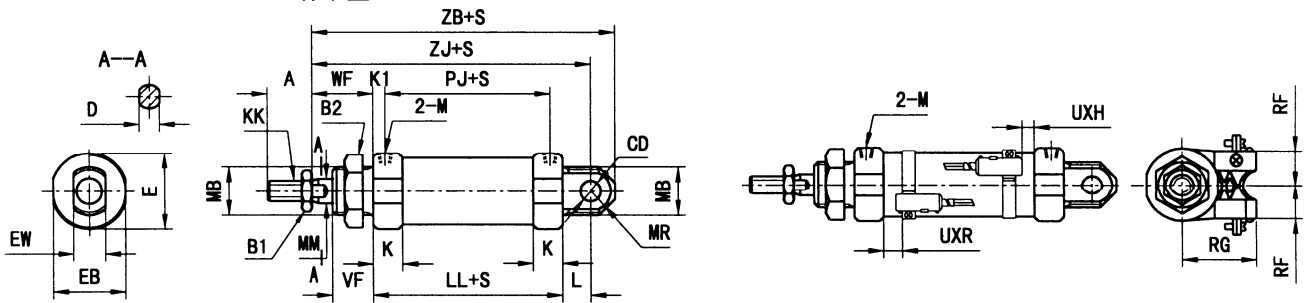 ZB+S
A--A
ZJ+S
A
WF
K1
PJ+S
2-M
UXH
RF
D
KK
B2
2-M
A
CD
MB
E
MB
EW
B1
MM
K
K
MR
UXR
RG
RF
EB
A
VF
LL+S
L